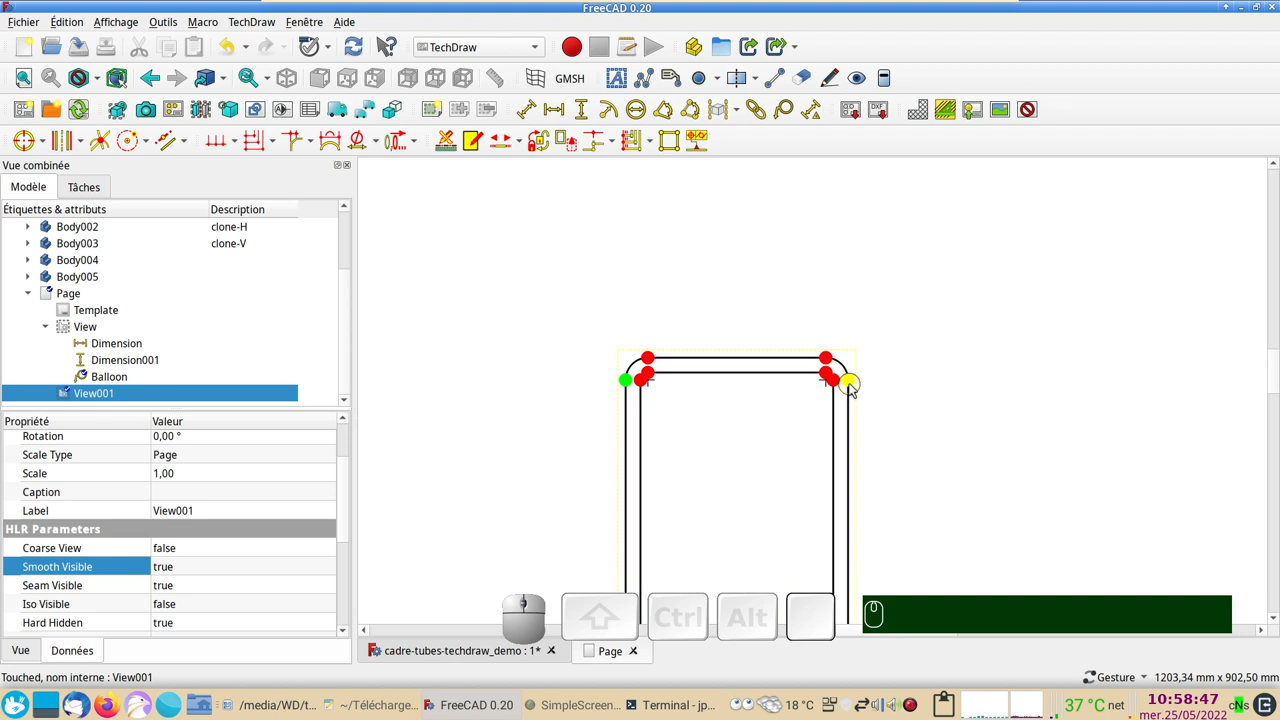 FreeCAD 0.20
Fichier Édition Affichage Outils Macro TechDraw Fenêtre Aide
TechDraw
GMSH
Vue combinée
Modèle Tâches
Étiquettes & attributs Description
Body002 clone-H
Body003 clone-V
Body004
Body005
Page
Template
View
Dimension
Dimension001
Balloon
View001
Propriété Valeur
Rotation 0,00 °
Scale Type Page
Scale 1,00
Caption
Label View001
HLR Parameters
Coarse View false
Smooth Visible true
Seam Visible true
Iso Visible false
Hard Hidden true
Ctrl Alt
Vue Données
cadre-tubes-techdraw_demo : 1*
Page
Touched, nom interne : View001
Gesture 1203,34 mm x 902,50 mm
/media/WD/t... ~/Télécharge... FreeCAD 0.20 SimpleScreen... Terminal - jp... 18 °C 37 °C net
10:58:47
mer.25/05/2022